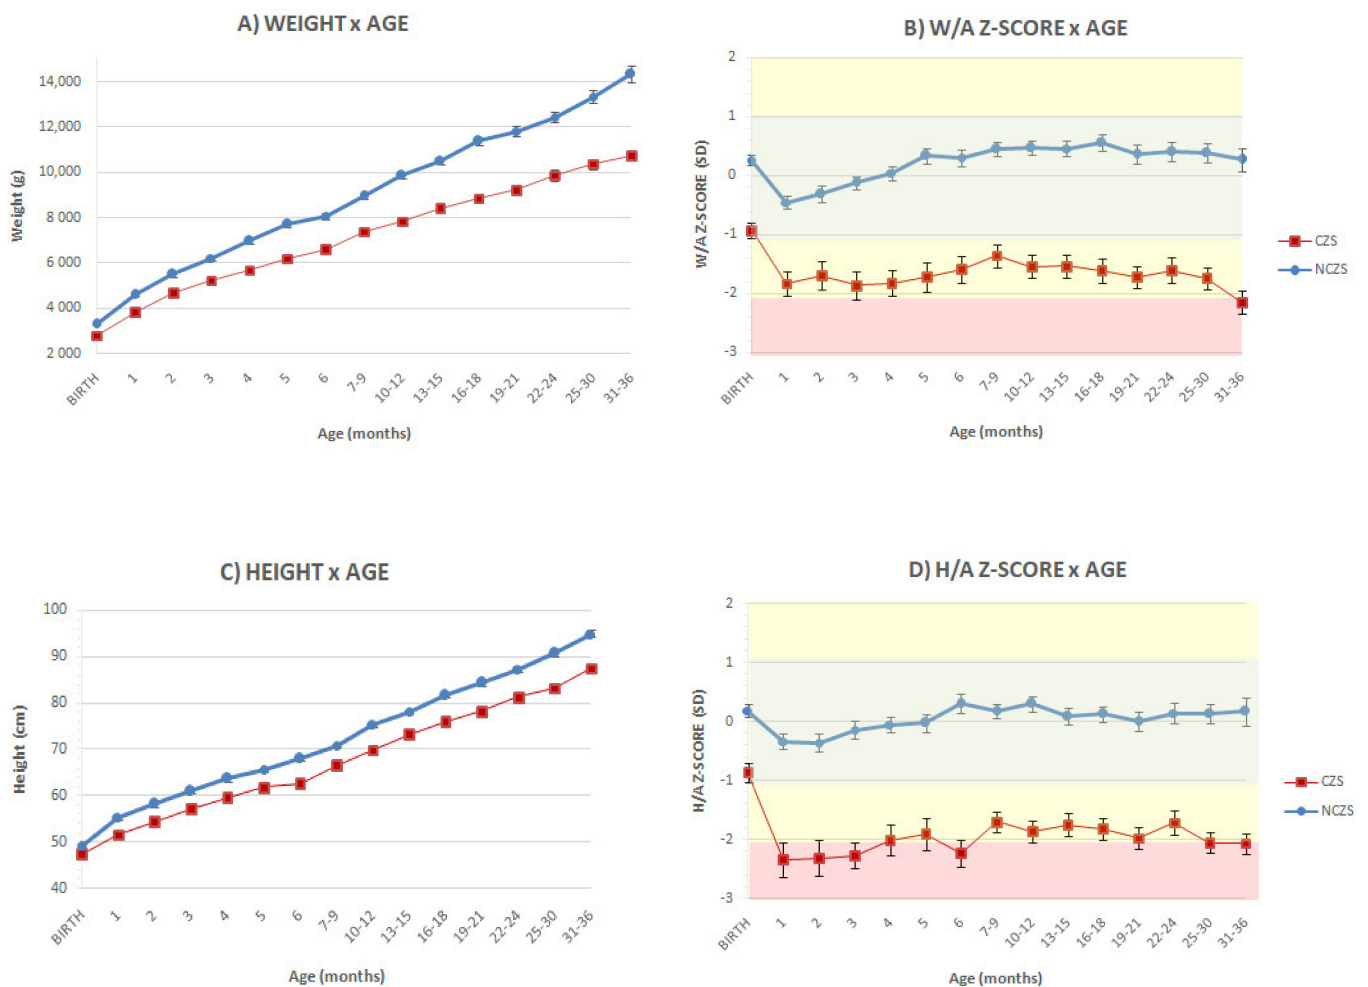 A) WEIGHT x AGE
Weight (g)
14,000
12,000
10,000
8 000
6 000
4 000
2 000
BIRTH 1 2 3 4 5 6 7-9 10-12 13-15 16-18 19-21 22-24 25-30 31-36
Age (months)
B) W/A Z-SCORE x AGE
W/A Z-SCORE (SD)
2
1
0
-1
-2
-3
BIRTH 1 2 3 4 5 6 7-9 10-12 13-15 16-18 19-21 22-24 25-30 31-36
Age (months)
CZS
NCZS
C) HEIGHT x AGE
Height (cm)
100
90
80
70
60
50
40
BIRTH 1 2 3 4 5 6 7-9 10-12 13-15 16-18 19-21 22-24 25-30 31-36
Age (months)
D) H/A Z-SCORE x AGE
H/A Z-SCORE (SD)
2
1
0
-1
-2
-3
BIRTH 1 2 3 4 5 6 7-9 10-12 13-15 16-18 19-21 22-24 25-30 31-36
Age (months)
CZS
NCZS